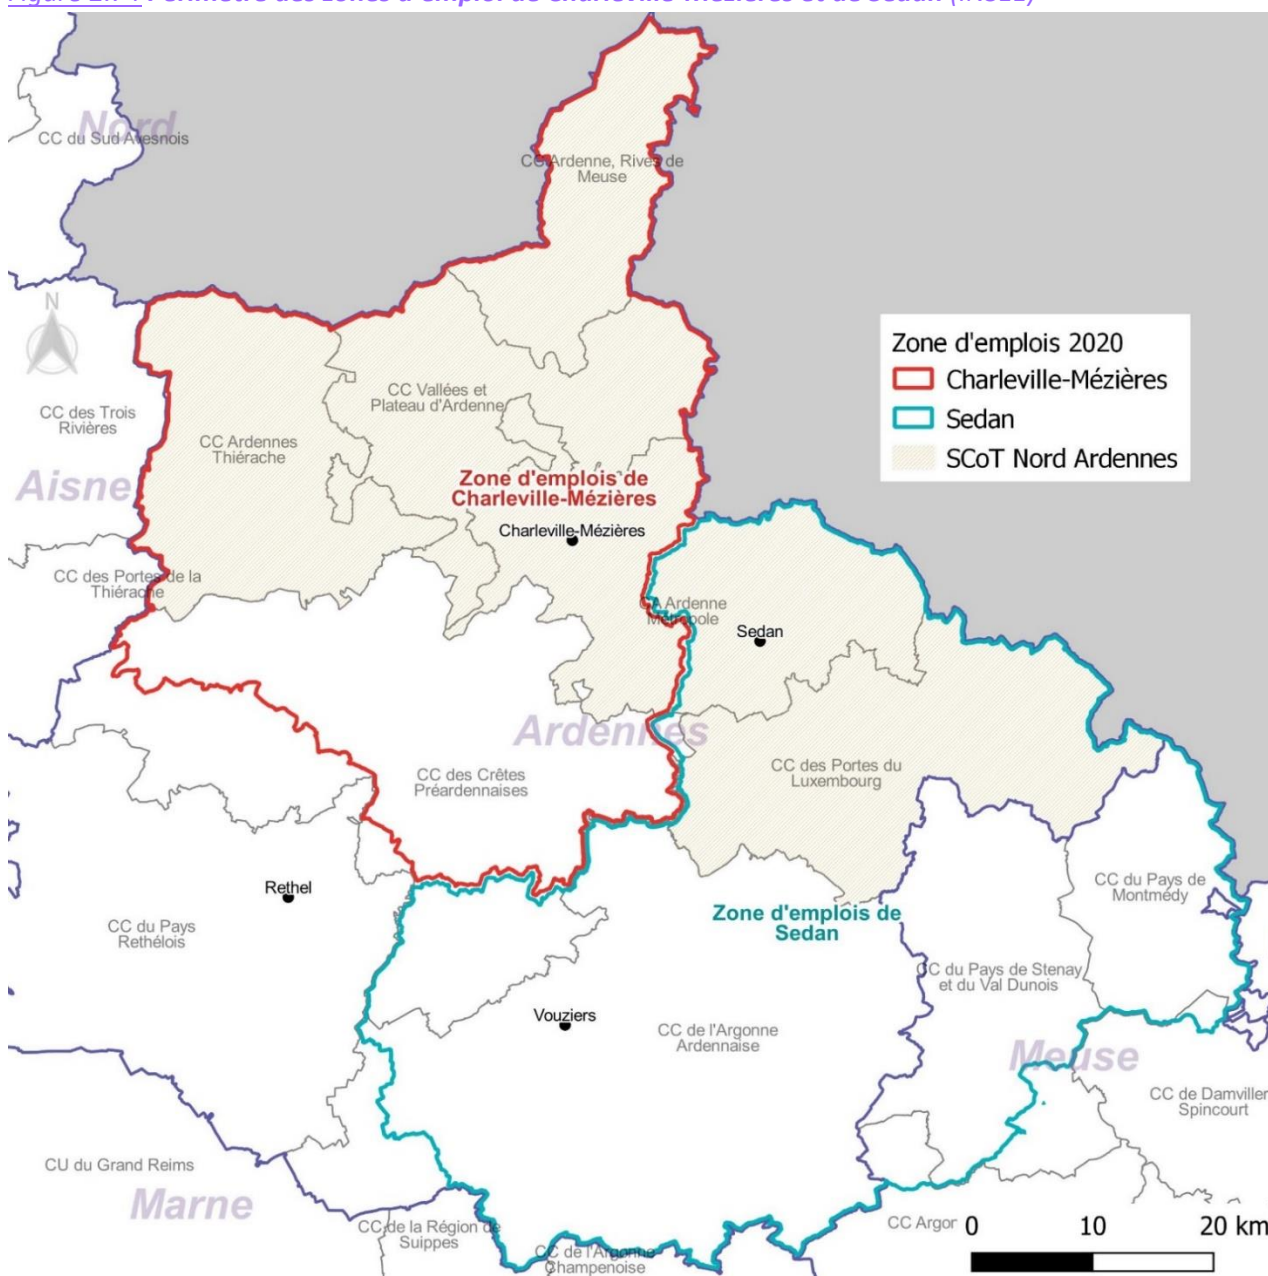 Nord
CC du Sud Avesnois
CC Ardenne, Rives de
Meuse
N
Zone d'emplois 2020
Charleville-Mézières
Sedan
SCoT Nord Ardennes
CC des Trois
Rivières
CC Vallées et
Plateau d'Ardenne
CC Ardennes
Thiérache
Aisne
Zone d'emplois de
Charleville-Mézières
Charleville-Mézières
CC des Portes de la
Thiérache
CA Ardenne
Métropole
Sedan
Ardennes
CC des Crêtes
Préardennaises
CC des Portes du
Luxembourg
Rethel
CC du Pays
Rethélois
CC du Pays de
Montmédy
Zone d'emplois de
Sedan
CC du Pays de Stenay
et du Val Dunois
Vouziers
CC de l'Argonne
Ardennaise
Meuse
CC de Damviller
Spincourt
CU du Grand Reims
Marne
CC de la Région de
Suippes
CC de l'Argonne
Champenoise
CC Argon
0 10 20 km